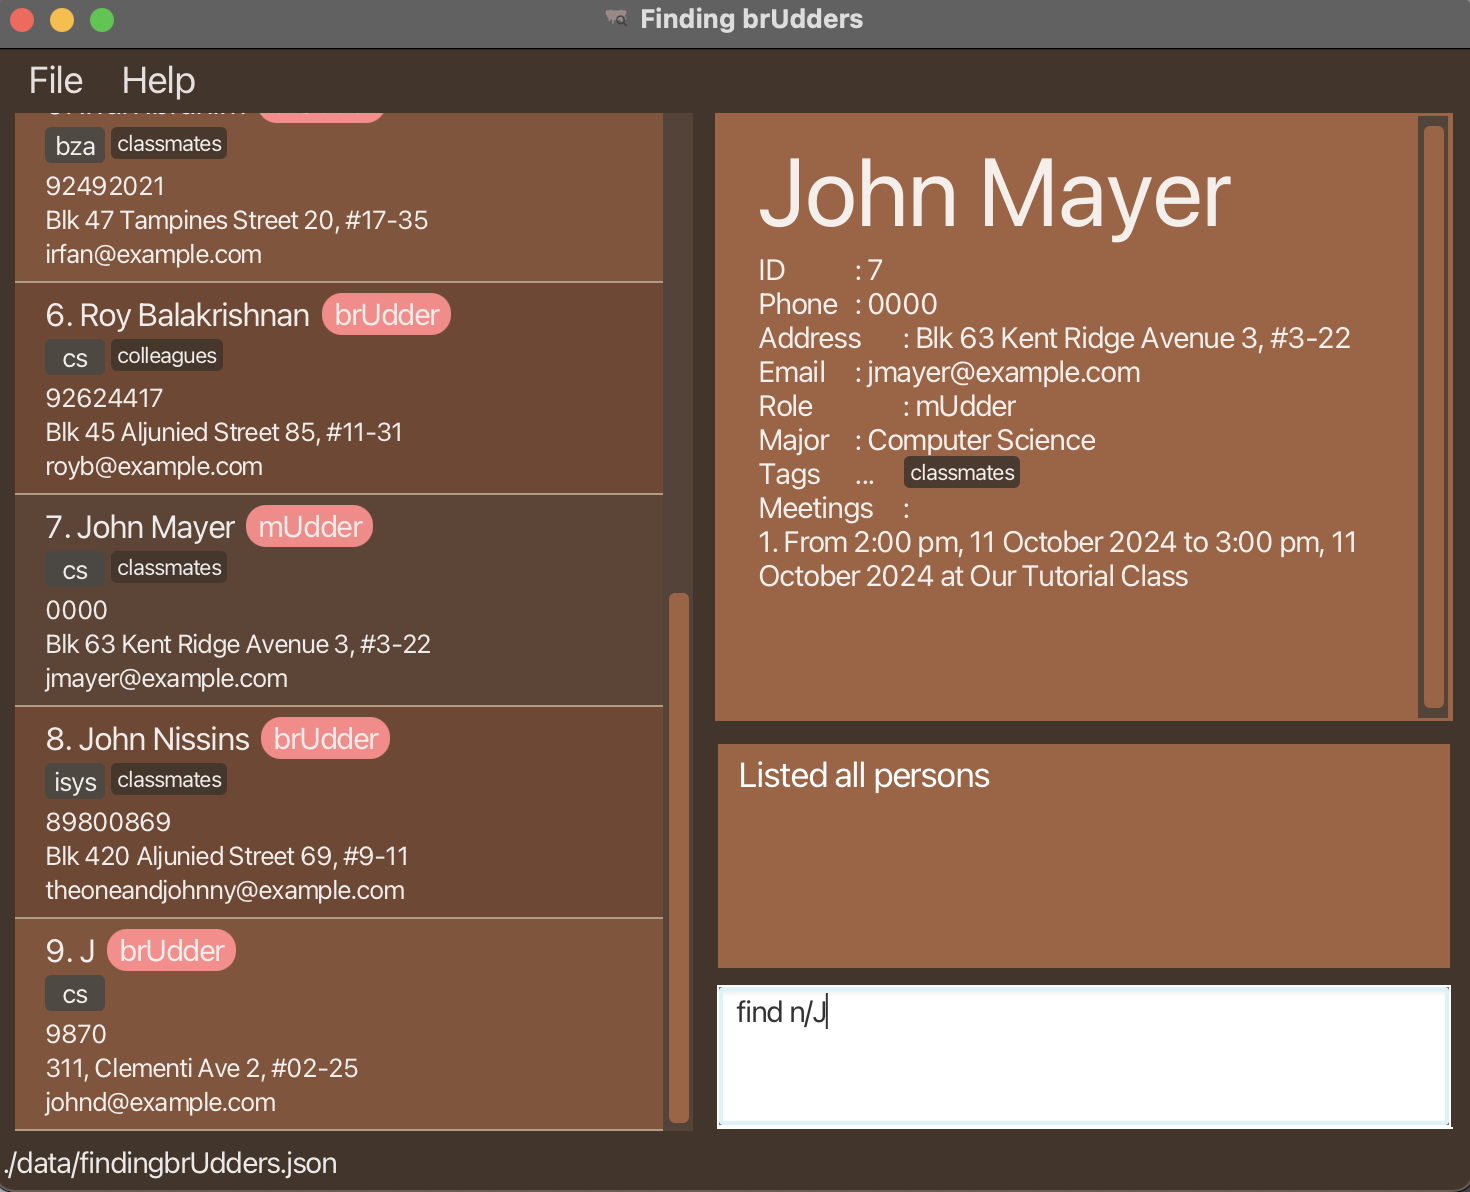 Finding brUdders
File Help
bza classmates
92492021
Blk 47 Tampines Street 20, #17-35
irfan@example.com
6. Roy Balakrishnan brUdder
cs colleagues
92624417
Blk 45 Aljunied Street 85, #11-31
royb@example.com
7. John Mayer mUdder
cs classmates
0000
Blk 63 Kent Ridge Avenue 3, #3-22
jmayer@example.com
8. John Nissins brUdder
isys classmates
89800869
Blk 420 Aljunied Street 69, #9-11
theoneandjohnny@example.com
9. J brUdder
cs
9870
311, Clementi Ave 2, #02-25
johnd@example.com
John Mayer
ID : 7
Phone : 0000
Address : Blk 63 Kent Ridge Avenue 3, #3-22
Email : jmayer@example.com
Role : mUdder
Major : Computer Science
Tags ... classmates
Meetings :
1. From 2:00 pm, 11 October 2024 to 3:00 pm, 11
October 2024 at Our Tutorial Class
Listed all persons
find n/J
./data/findingbrUdders.json